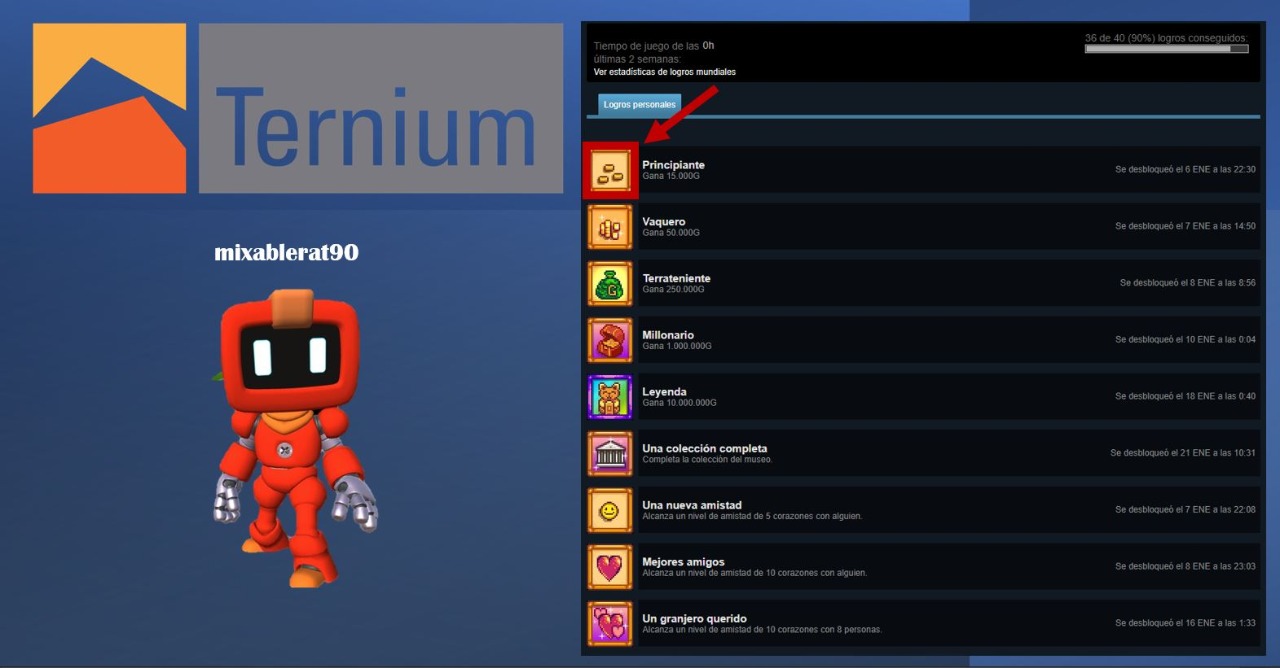 Ternium
mixablerat90
Tiempo de juego de las 0h
últimas 2 semanas:
Ver estadísticas de logros mundiales
36 de 40 (90%) logros conseguidos:
Logros personales
Principiante
Gana 15.000G
Se desbloqueó el 6 ENE a las 22:30
Vaquero
Gana 50.000G
Se desbloqueó el 7 ENE a las 14:50
Terrateniente
Gana 250.000G
Se desbloqueó el 8 ENE a las 8:56
Millonario
Gana 1.000.000G
Se desbloqueó el 10 ENE a las 0:04
Leyenda
Gana 10.000.000G
Se desbloqueó el 18 ENE a las 0:40
Una colección completa
Completa la colección del museo.
Se desbloqueó el 21 ENE a las 10:31
Una nueva amistad
Alcanza un nivel de amistad de 5 corazones con alguien.
Se desbloqueó el 7 ENE a las 22:08
Mejores amigos
Alcanza un nivel de amistad de 10 corazones con alguien.
Se desbloqueó el 8 ENE a las 23:03
Un granjero querido
Alcanza un nivel de amistad de 10 corazones con 8 personas.
Se desbloqueó el 16 ENE a las 1:33